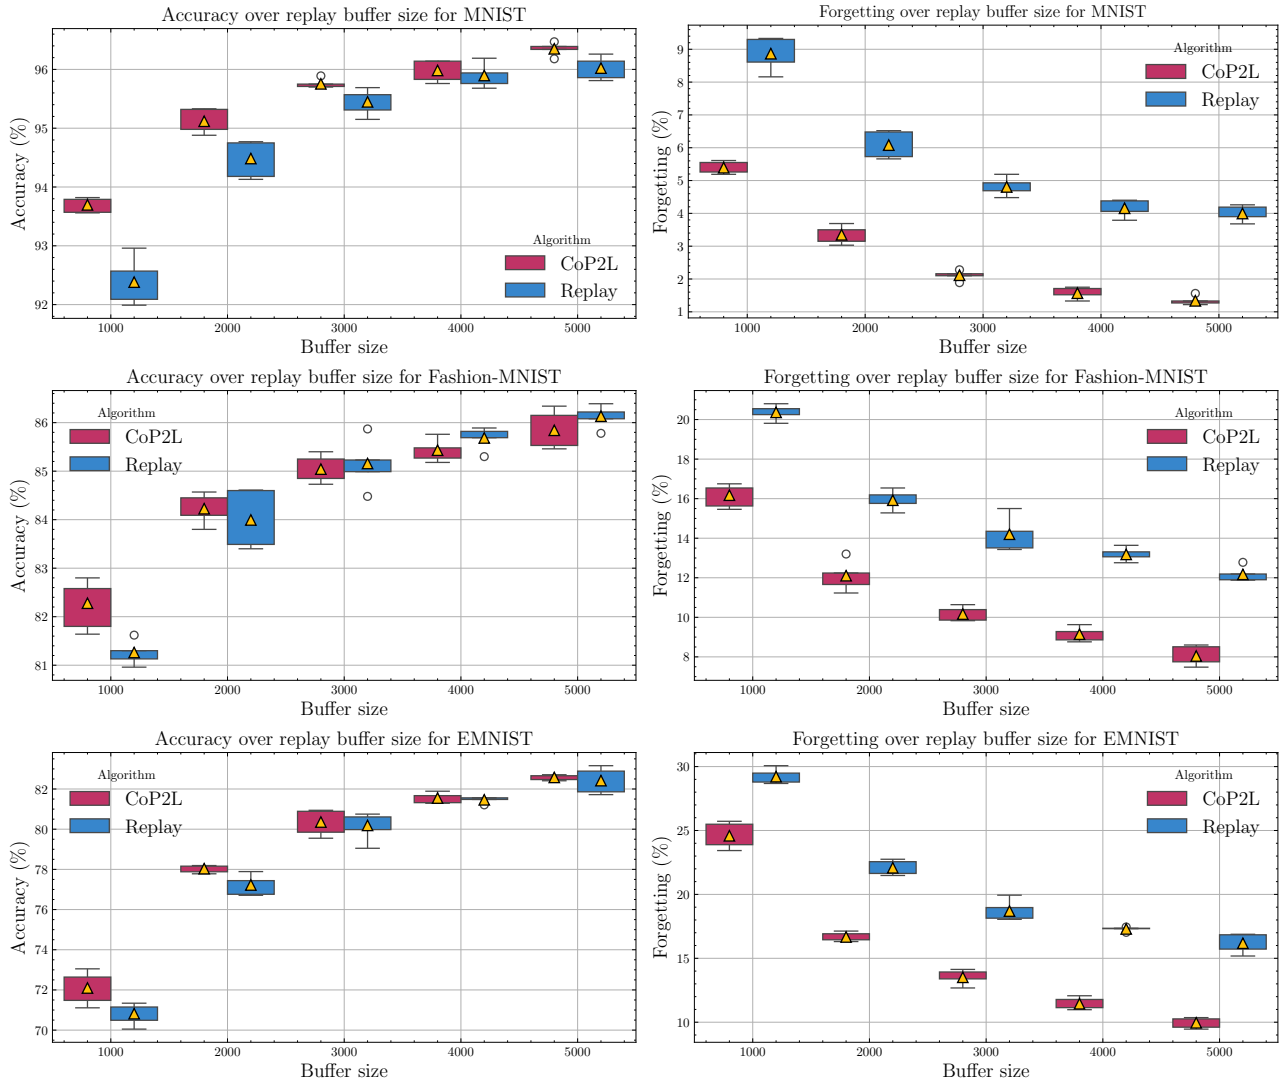 Accuracy over replay buffer size for MNIST
96
95
94
93
92
Accuracy (%)
Algorithm
CoP2L
Replay
1000 2000 3000 4000 5000
Buffer size
Forgetting over replay buffer size for MNIST
9
8
7
6
5
4
3
2
1
Forgetting (%)
Algorithm
CoP2L
Replay
1000 2000 3000 4000 5000
Buffer size
Accuracy over replay buffer size for Fashion-MNIST
86
85
84
83
82
81
Accuracy (%)
Algorithm
CoP2L
Replay
1000 2000 3000 4000 5000
Buffer size
Forgetting over replay buffer size for Fashion-MNIST
20
18
16
14
12
10
8
Forgetting (%)
Algorithm
CoP2L
Replay
1000 2000 3000 4000 5000
Buffer size
Accuracy over replay buffer size for EMNIST
82
80
78
76
74
72
70
Accuracy (%)
Algorithm
CoP2L
Replay
1000 2000 3000 4000 5000
Buffer size
Forgetting over replay buffer size for EMNIST
30
25
20
15
10
Forgetting (%)
Algorithm
CoP2L
Replay
1000 2000 3000 4000 5000
Buffer size